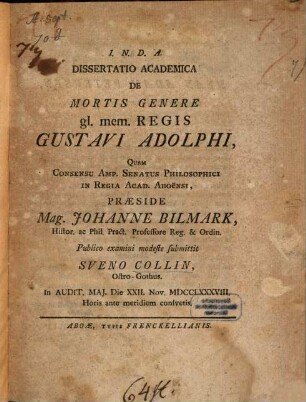 I. N. D. A
DISSERTATIO ACADEMICA
DE
MORTIS GENERE
gl. mem. REGIS
GUSTAVI ADOLPHI,
QUAM
CONSENSU AMP. SENATUS PHILOSOPHICI
IN REGIA ACAD. ABOËNSI,
PRÆSIDE
Mag. JOHANNE BILMARK,
Histor. ac Phil. Pract. Professore Reg. & Ordin.
Publico examini modeste submittit
SVENO COLLIN,
Ostro-Gothus.
In AUDIT. MAJ. Die XXII. Nov. MDCCLXXXVIII.
Horis ante meridiem consvetis.
ABOÆ, TYPIS FRENCKELLIANIS.